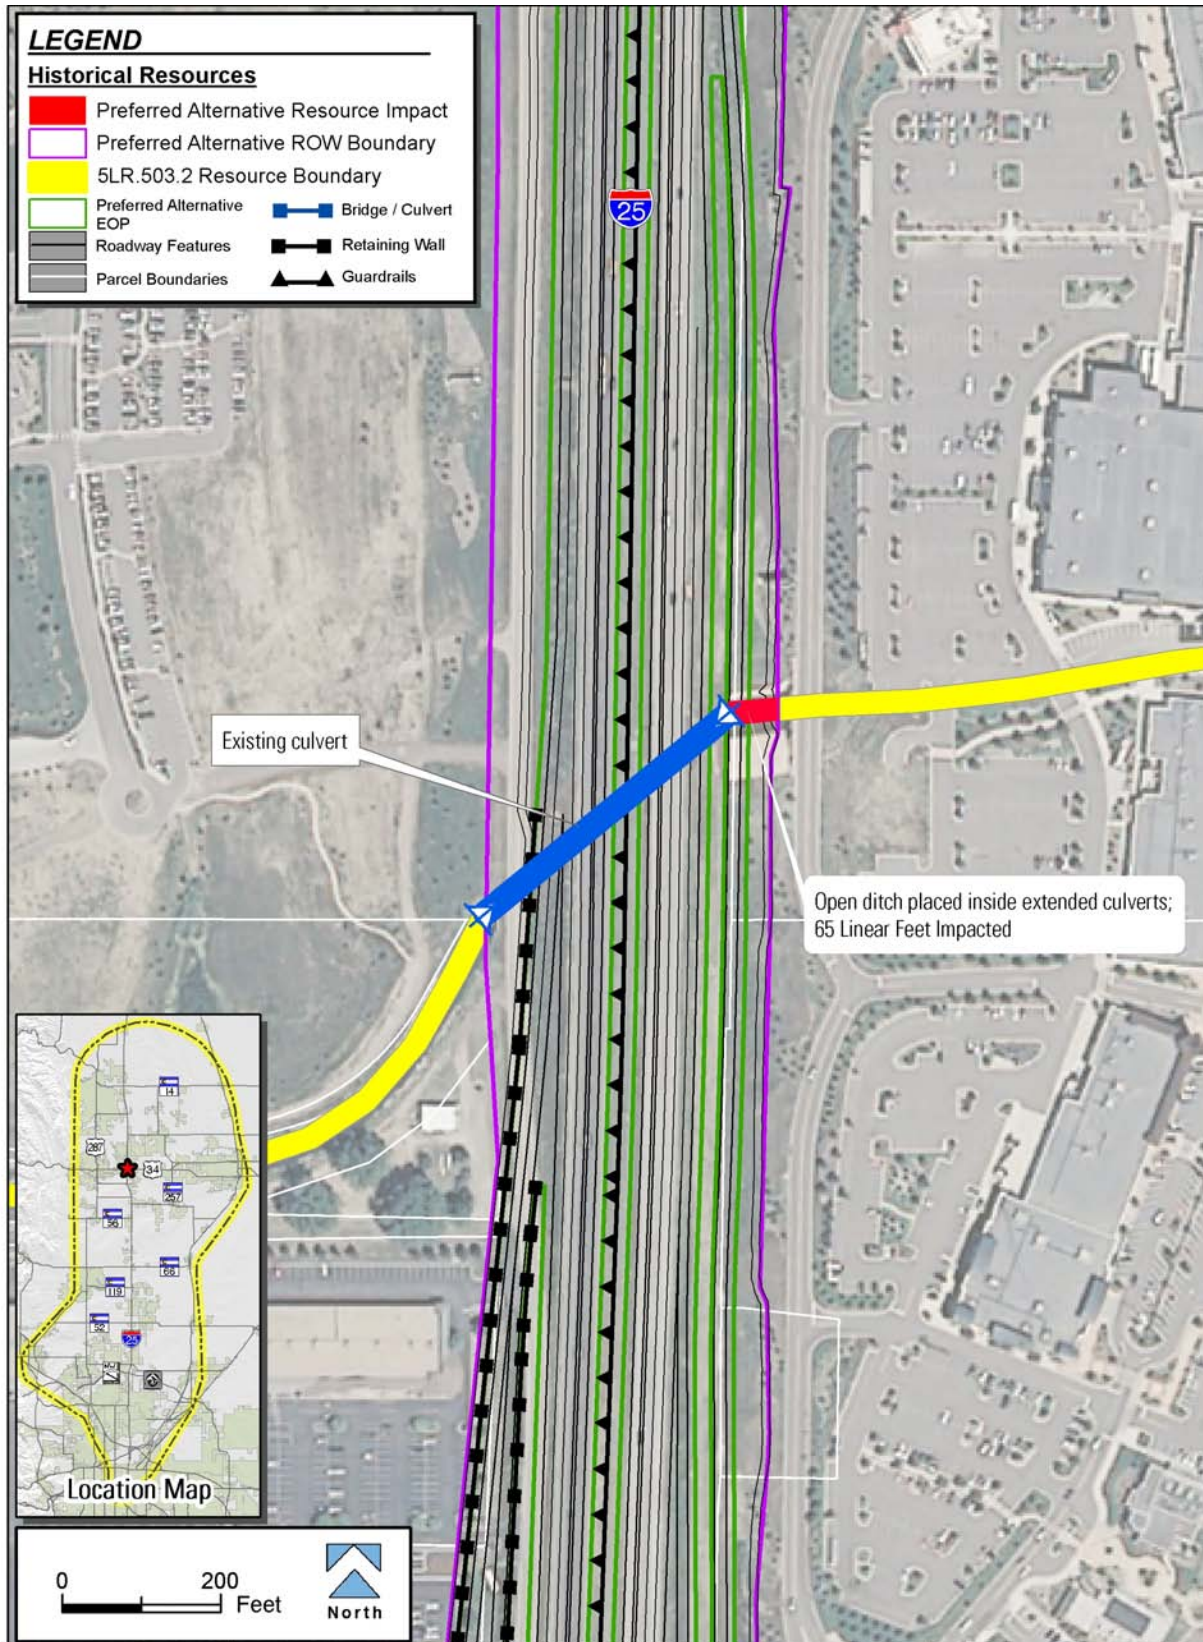 LEGEND
Historical Resources
Preferred Alternative Resource Impact
Preferred Alternative ROW Boundary
5LR.503.2 Resource Boundary
Preferred Alternative
EOP
Bridge / Culvert
Roadway Features
Retaining Wall
Parcel Boundaries
Guardrails
25
Existing culvert
Open ditch placed inside extended culverts;
65 Linear Feet Impacted
14
287
34
257
56
66
119
52
25
Location Map
0 200
Feet
North